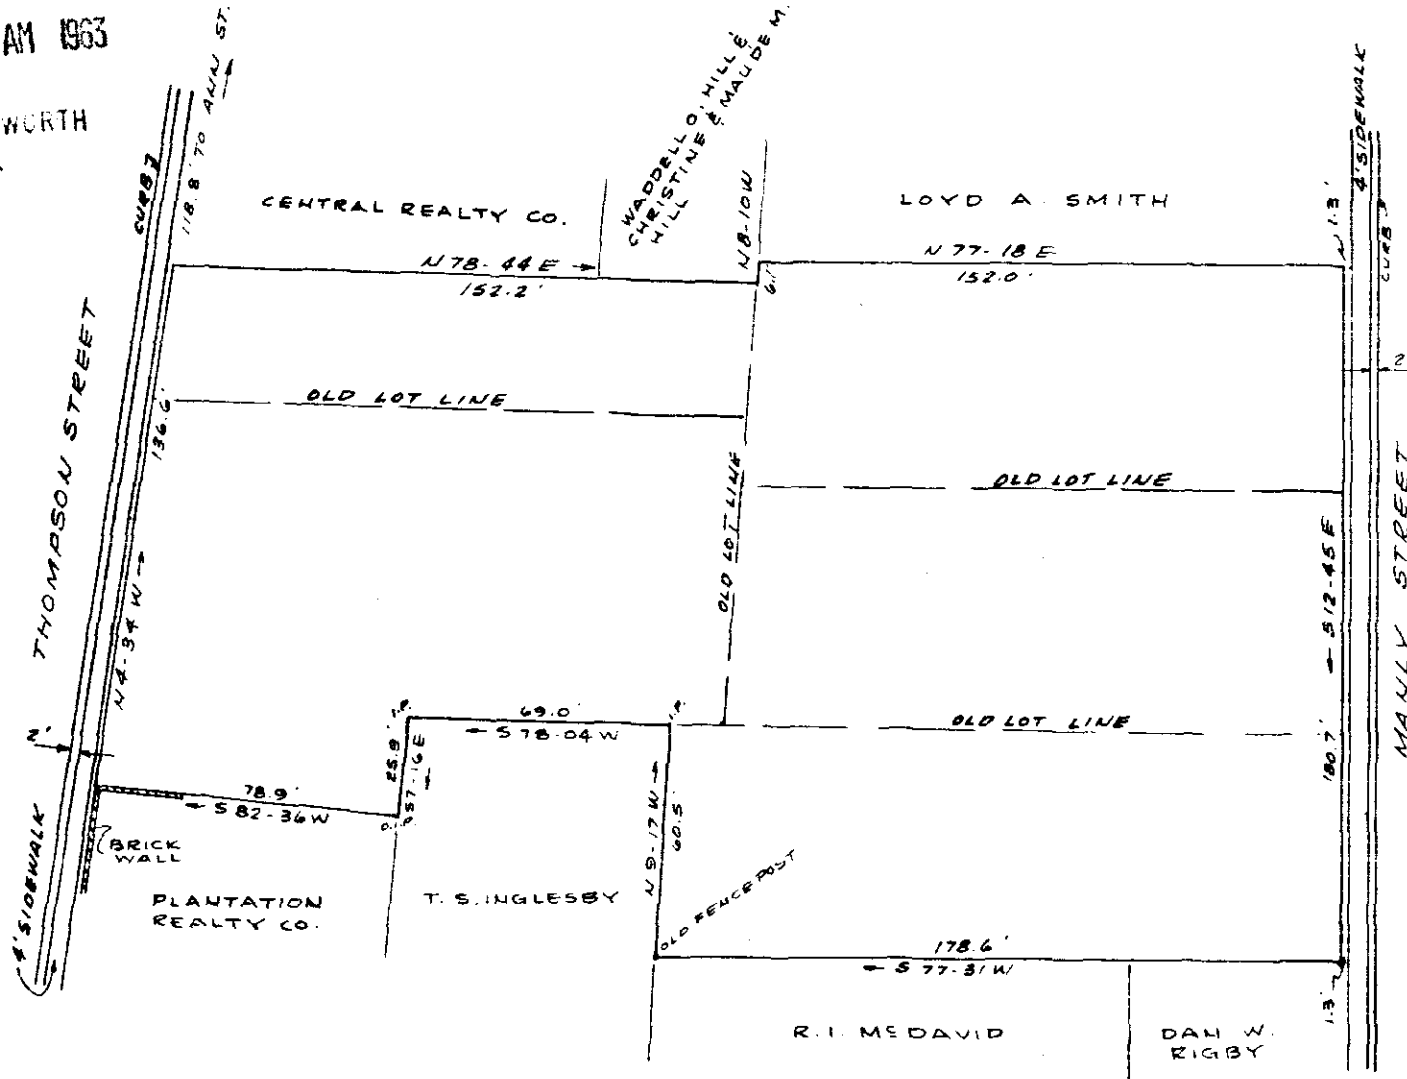 AM 1963
WORTH
118.8' TO ANN ST.
CURB
CENTRAL REALTY CO.
WADDELL O. HILL &
CHRISTINE & MAUDE M.
HILL
N 8-10 W
LOYD A. SMITH
1.3'
4' SIDEWALK
CURB
N 78-44 E
152.2'
6.1'
N 77-18 E
152.0'
2
THOMPSON STREET
136.6'
OLD LOT LINE
OLD LOT LINE
OLD LOT LINE
N 4-34 W
S 12-45 E
180.7'
MANLY STREET
I.P.
69.0'
S 78-04 W
I.P.
OLD LOT LINE
2'
25.8'
S 7-16 E
78.9'
S 82-36 W
O.I.P.
N 9-17 W
60.5'
4' SIDEWALK
BRICK
WALL
PLANTATION
REALTY CO.
T. S. INGLESBY
OLD FENCE POST
178.6'
S 77-31 W
1.3'
R. I. McDAVID
DAN W.
RIGBY